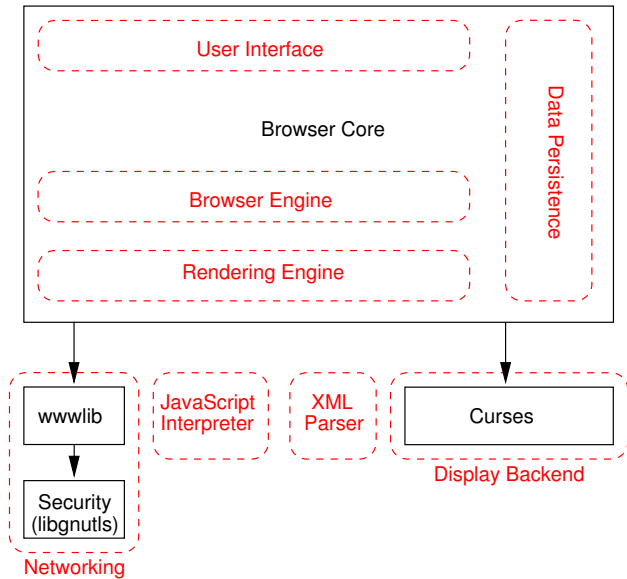 User Interface
Data Persistence
Browser Core
Browser Engine
Rendering Engine
wwwlib
JavaScript
Interpreter
XML
Parser
Curses
Display Backend
Security
(libgnutls)
Networking